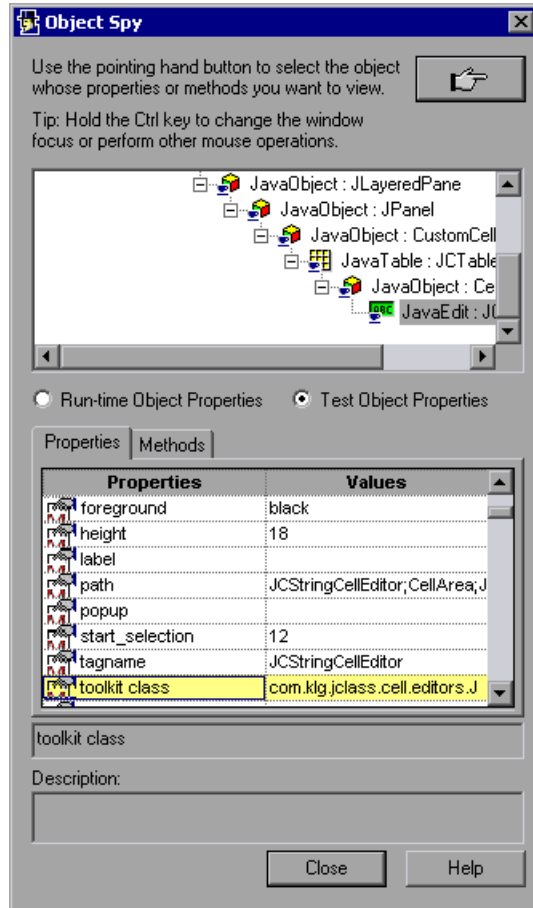 Object Spy
Use the pointing hand button to select the object
whose properties or methods you want to view.
Tip: Hold the Ctrl key to change the window
focus or perform other mouse operations.
JavaObject : JLayeredPane
JavaObject : JPanel
JavaObject : CustomCell
JavaTable : JCTable
JavaObject : Ce
ABC JavaEdit : JC
Run-time Object Properties Test Object Properties
Properties Methods
Properties Values
foreground black
height 18
label
path JCStringCellEditor;CellArea;J
popup
start_selection 12
tagname JCStringCellEditor
toolkit class com.klg.jclass.cell.editors.J
toolkit class
Description:
Close Help